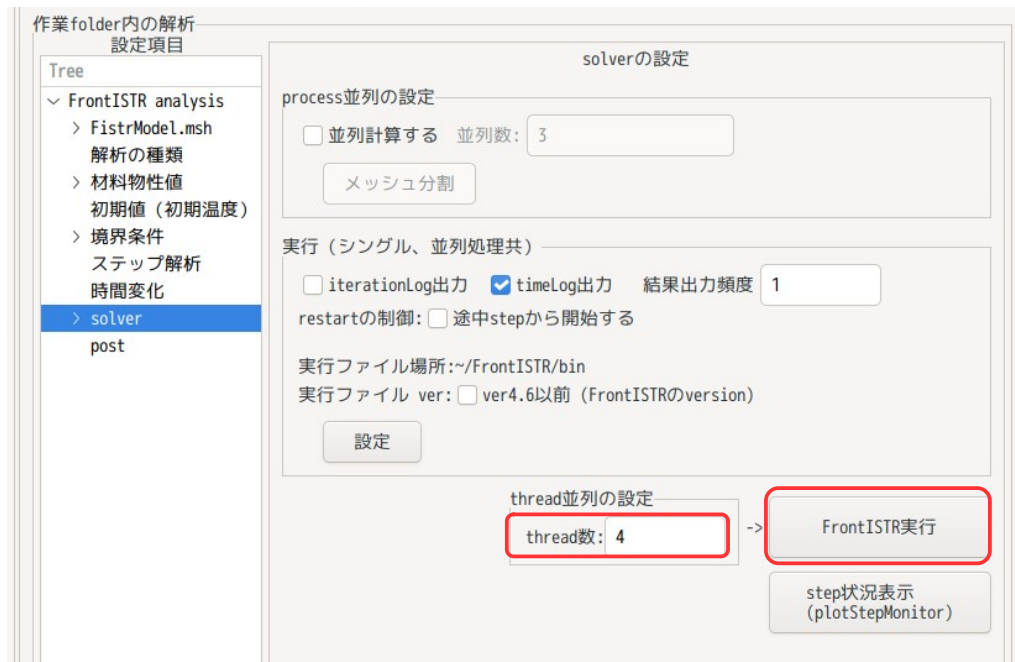 作業folder内の解析
設定項目
Tree
FrontISTR analysis
FistrModel.msh
解析の種類
材料物性値
初期値（初期温度）
境界条件
ステップ解析
時間変化
solver
post
solverの設定
process並列の設定
並列計算する 並列数: 3
メッシュ分割
実行（シングル、並列処理共）
iterationLog出力 timeLog出力 結果出力頻度 1
restartの制御: 途中stepから開始する
実行ファイル場所:~/FrontISTR/bin
実行ファイル ver: ver4.6以前（FrontISTRのversion）
設定
thread並列の設定
thread数: 4
-> FrontISTR実行
step状況表示
(plotStepMonitor)